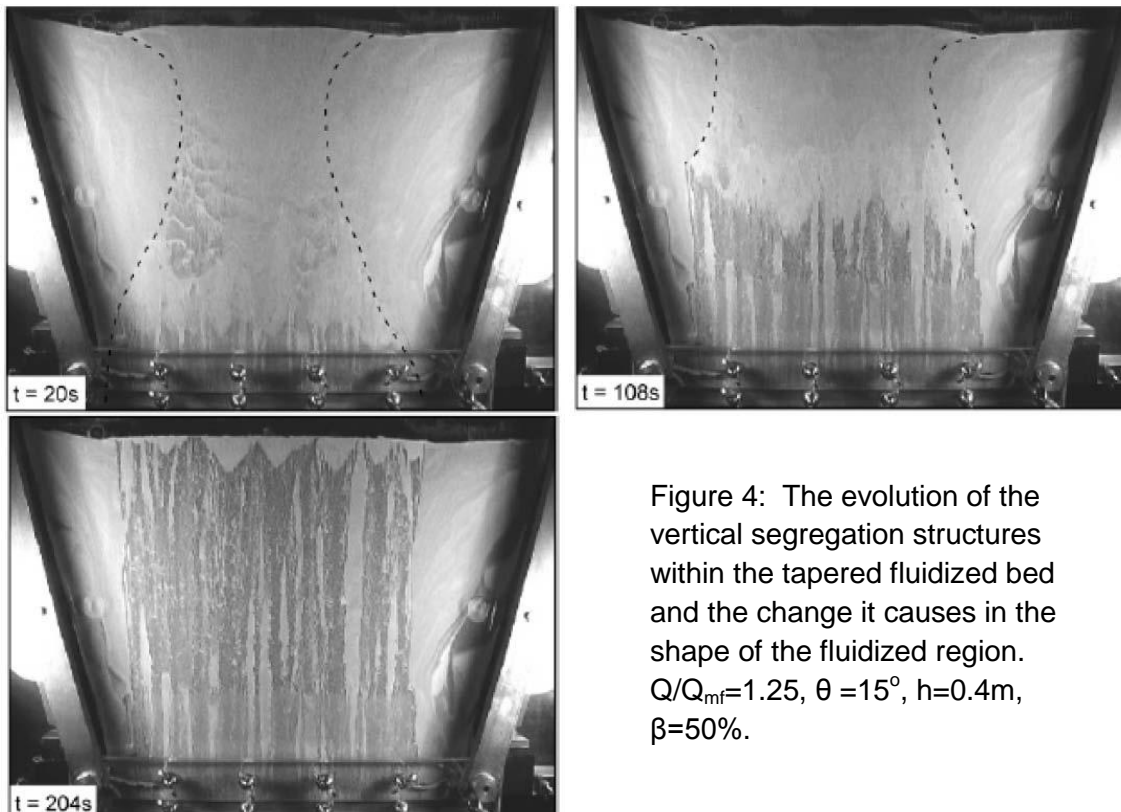 t = 20s
t = 108s
t = 204s
Figure 4:  The evolution of the
vertical segregation structures
within the tapered fluidized bed
and the change it causes in the
shape of the fluidized region.
Q/Qmf=1.25, θ =15°, h=0.4m,
β=50%.